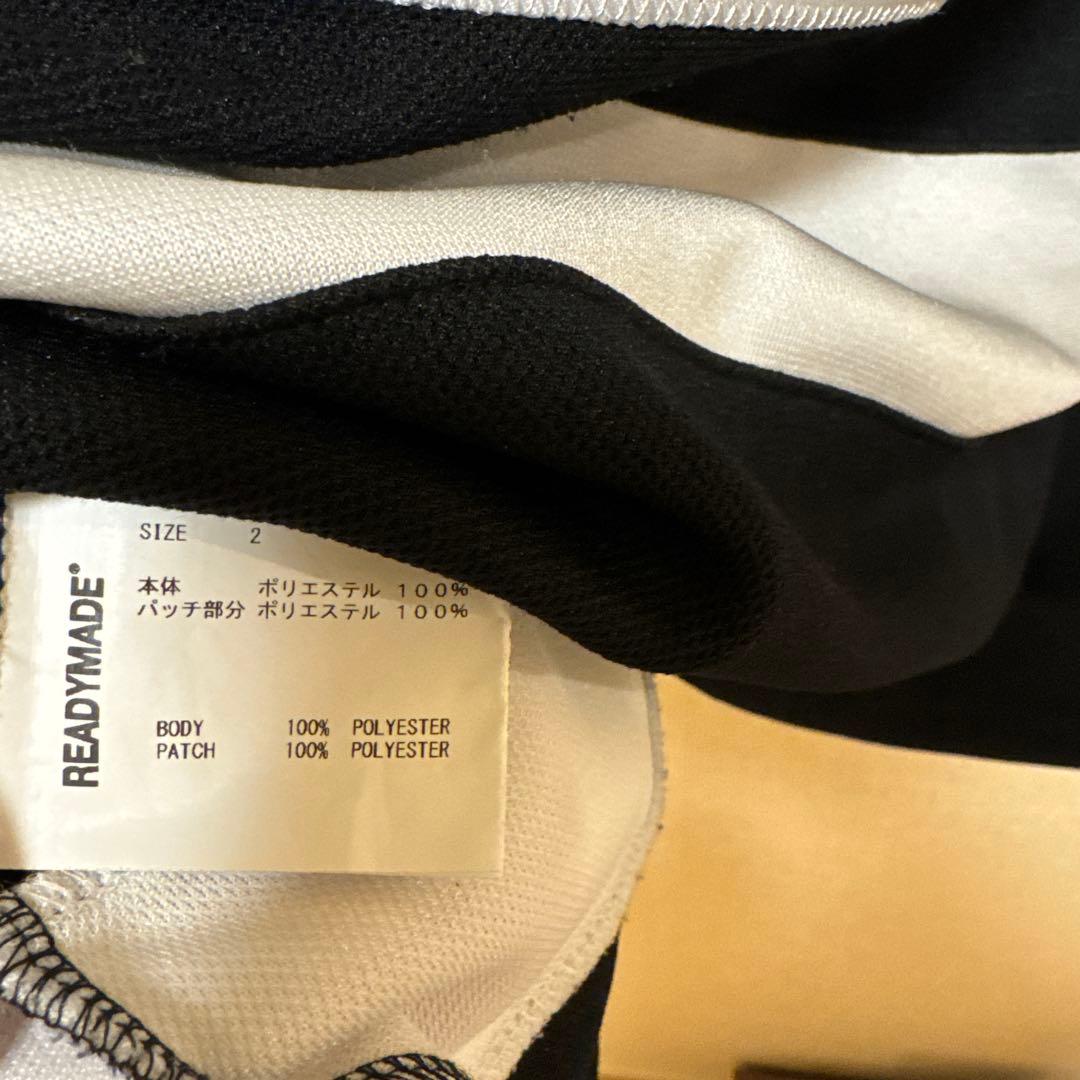 READYMADE®
SIZE 2
本体 ポリエステル 100%
パッチ部分 ポリエステル 100%
BODY 100% POLYESTER
PATCH 100% POLYESTER